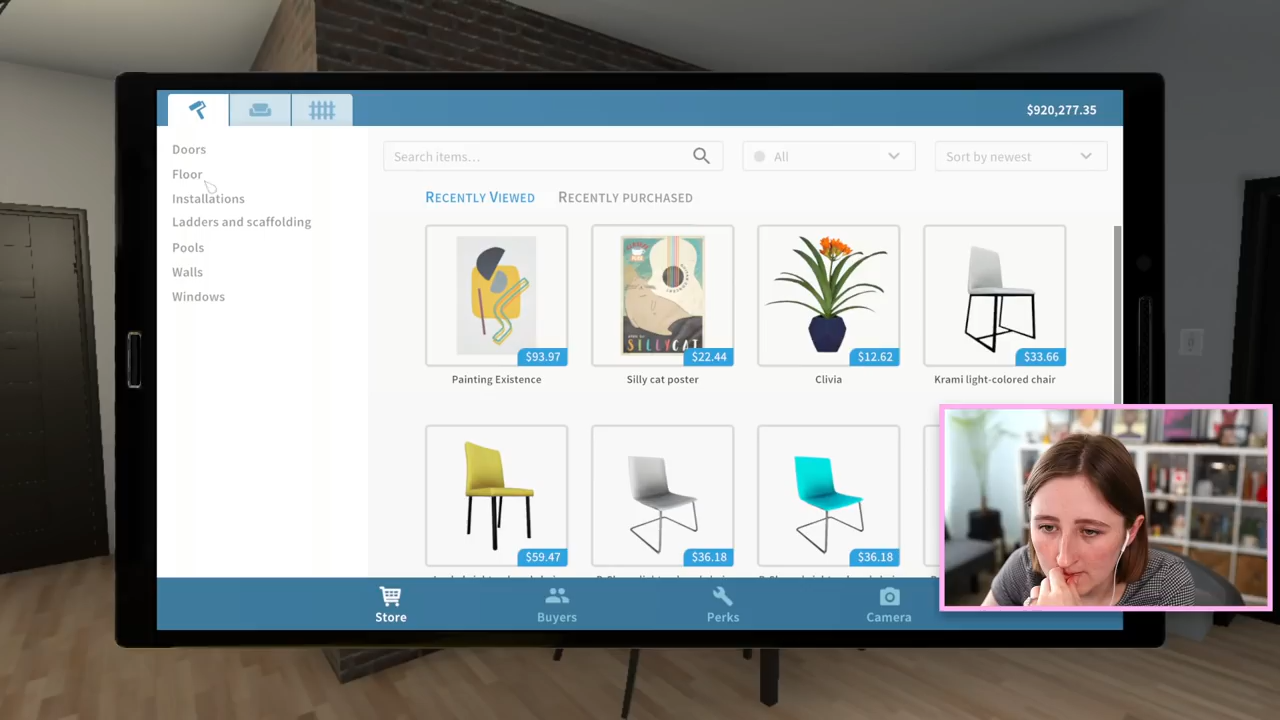 $920,277.35
Doors
Floor
Installations
Ladders and scaffolding
Pools
Walls
Windows
Search items...
All
Sort by newest
RECENTLY VIEWED
RECENTLY PURCHASED
$93.97
SILLYCAT
$22.44
$12.62
$33.66
Painting Existence
Silly cat poster
Clivia
Krami light-colored chair
$59.47
$36.18
$36.18
Store
Buyers
Perks
Camera